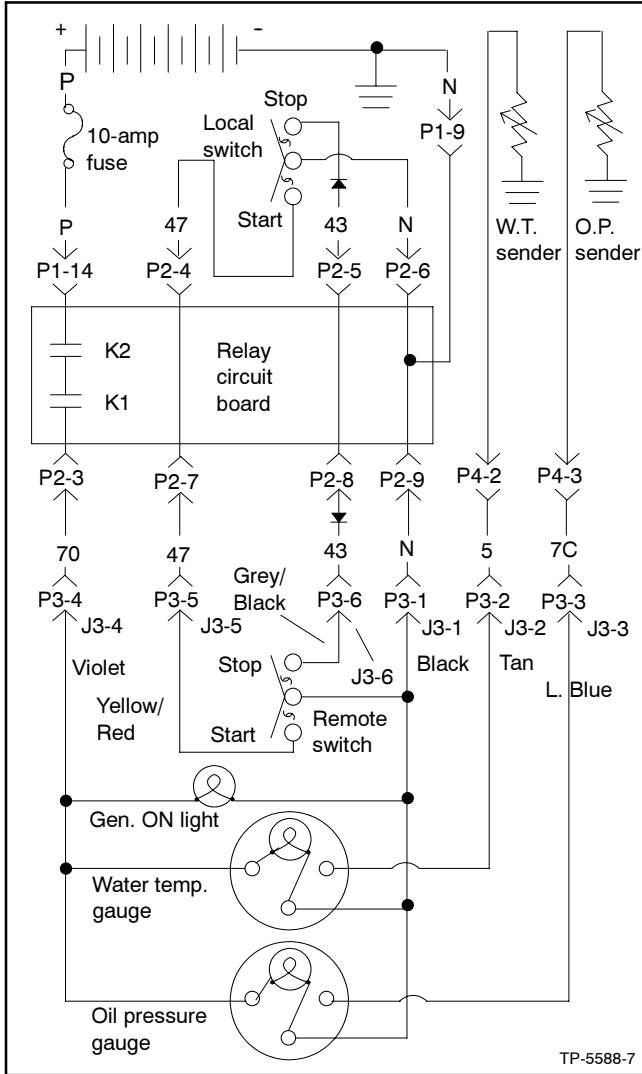 + -
P
N
10-amp
fuse
Local
switch
Stop
Start
P1-9
P
47
43
N
W.T.
sender
O.P.
sender
P1-14
P2-4
P2-5
P2-6
K2
K1
Relay
circuit
board
P2-3
P2-7
P2-8
P2-9
P4-2
P4-3
70
47
43
N
5
7C
Grey/
Black
P3-4
P3-5
P3-6
P3-1
P3-2
P3-3
J3-4
J3-5
J3-6
J3-1
J3-2
J3-3
Violet
Yellow/
Red
Stop
Start
Remote
switch
Black
Tan
L. Blue
Gen. ON light
Water temp.
gauge
Oil pressure
gauge
TP-5588-7